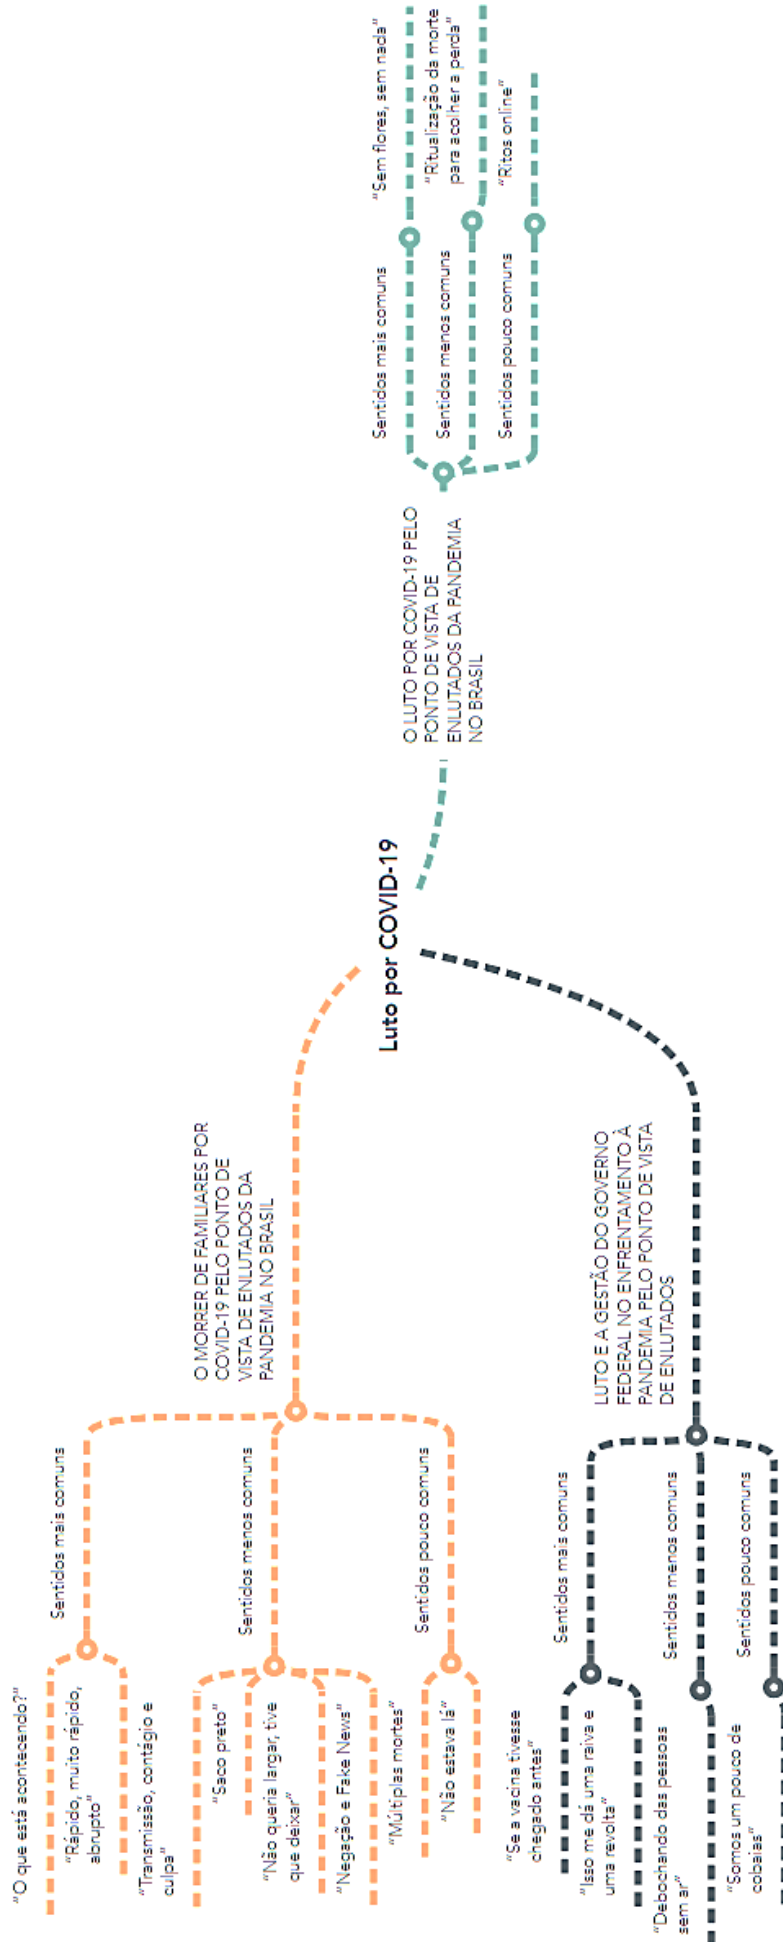 "O que está acontecendo?"
"Rápido, muito rápido,
abrupto"
"Transmissão, contágio e
culpa"
Sentidos mais comuns
"Saco preto"
"Não queria largar, tive
que deixar"
"Negação e Fake News"
"Múltiplas mortes"
Sentidos menos comuns
"Não estava lá"
Sentidos pouco comuns
O MORRER DE FAMILIARES POR
COVID-19 PELO PONTO DE
VISTA DE ENLUTADOS DA
PANDEMIA NO BRASIL
"Se a vacina tivesse
chegado antes"
"Isso me dá uma raiva e
uma revolta"
Sentidos mais comuns
"Debochando das pessoas
sem ar"
Sentidos menos comuns
"Somos um pouco de
cobaias"
Sentidos pouco comuns
LUTO E A GESTÃO DO GOVERNO
FEDERAL NO ENFRENTAMENTO À
PANDEMIA PELO PONTO DE VISTA
DE ENLUTADOS
Luto por COVID-19
O LUTO POR COVID-19 PELO
PONTO DE VISTA DE
ENLUTADOS DA PANDEMIA
NO BRASIL
Sentidos mais comuns
"Sem flores, sem nada"
Sentidos menos comuns
"Ritualização da morte
para acolher a perda"
Sentidos pouco comuns
"Ritos online"